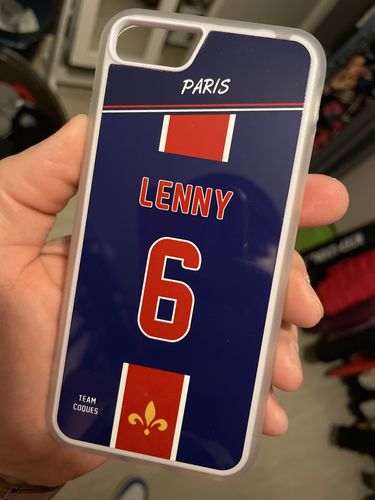 PARIS
LENNY
6
TEAM
COQUES